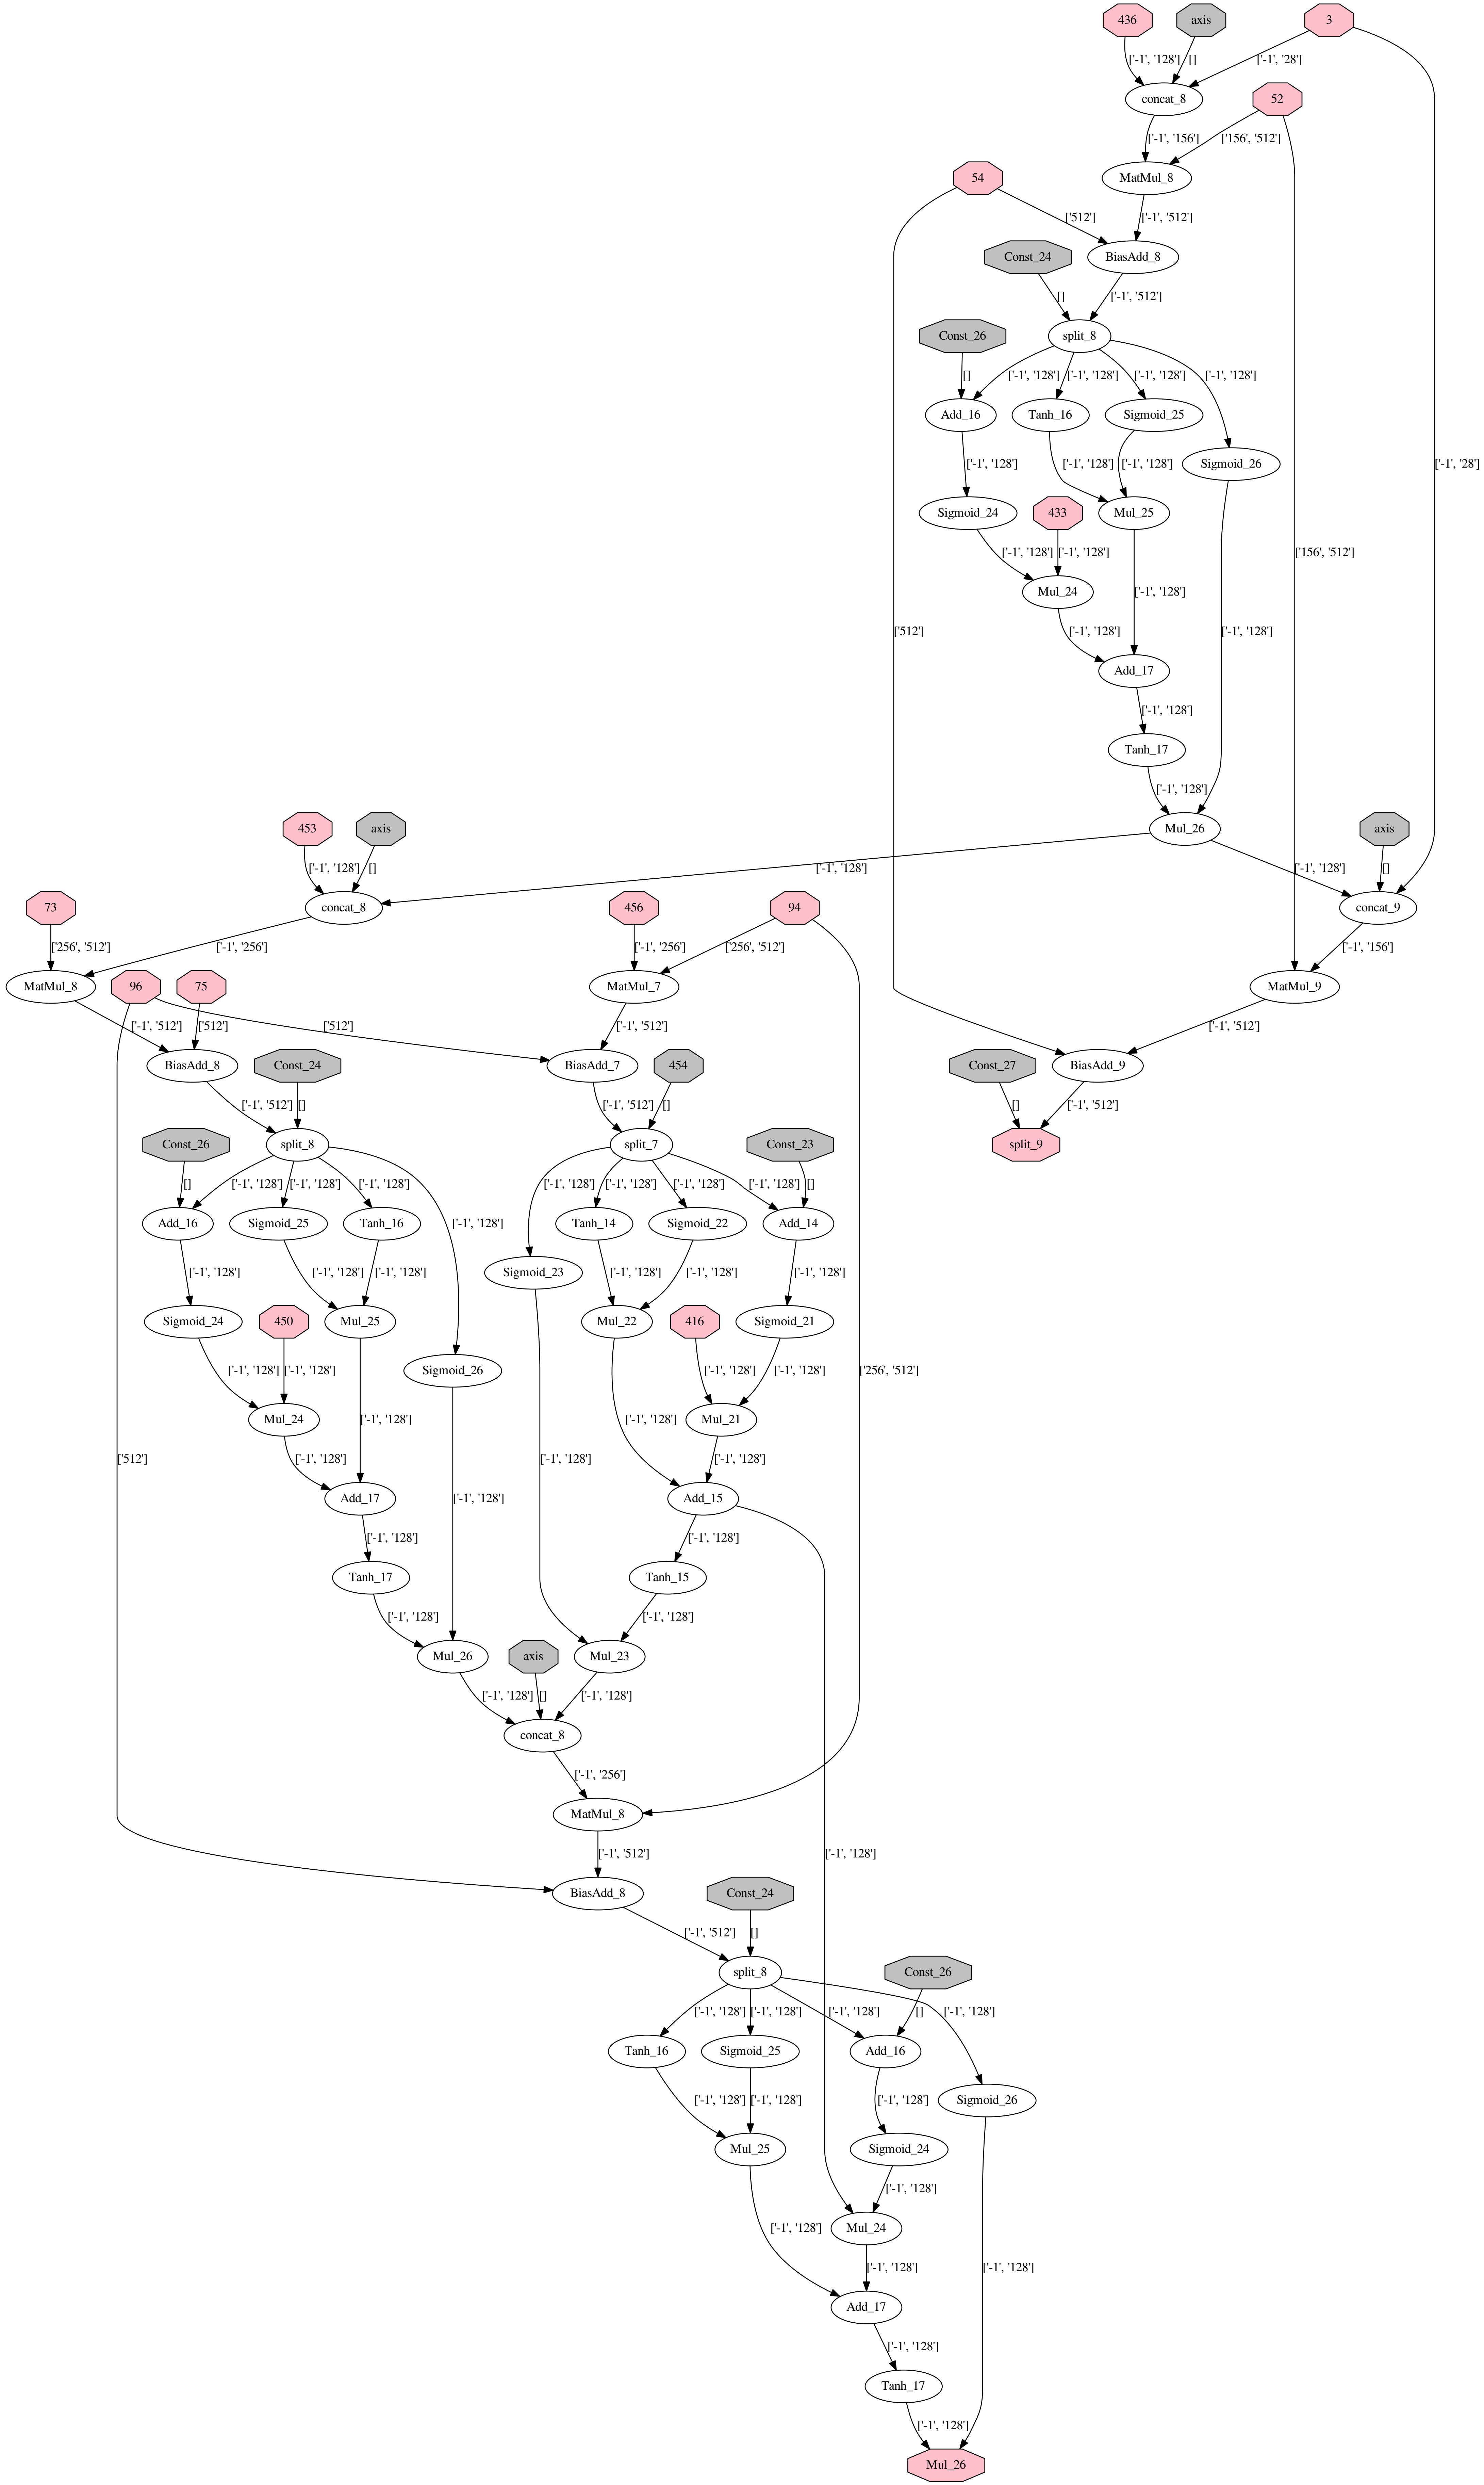 436 axis 3
['-1', '128'] [] ['-1', '28']
concat_8 52
['-1', '156'] ['156', '512']
54 MatMul_8
['512'] ['-1', '512']
Const_24 BiasAdd_8
[] ['-1', '512']
Const_26 split_8
[] ['-1', '128'] ['-1', '128'] ['-1', '128'] ['-1', '128']
Add_16 Tanh_16 Sigmoid_25
['-1', '128'] ['-1', '128'] ['-1', '128'] Sigmoid_26 ['-1', '28']
Sigmoid_24 433 Mul_25
['-1', '128'] ['-1', '128'] ['156', '512']
Mul_24 ['-1', '128']
['512'] ['-1', '128'] ['-1', '128']
Add_17
['-1', '128']
Tanh_17
['-1', '128']
453 axis Mul_26 axis
['-1', '128'] [] ['-1', '128'] ['-1', '128'] []
73 concat_8 456 94 concat_9
['256', '512'] ['-1', '256'] ['-1', '256'] ['256', '512'] ['-1', '156']
MatMul_8 96 75 MatMul_7 MatMul_9
['-1', '512'] ['512'] ['512'] ['-1', '512'] ['-1', '512']
BiasAdd_8 Const_24 BiasAdd_7 454 Const_27 BiasAdd_9
['-1', '512'] [] ['-1', '512'] [] [] ['-1', '512']
Const_26 split_8 split_7 Const_23 split_9
[] ['-1', '128'] ['-1', '128'] ['-1', '128'] ['-1', '128'] ['-1', '128'] ['-1', '128'] ['-1', '128'] []
Add_16 Sigmoid_25 Tanh_16 ['-1', '128'] Tanh_14 Sigmoid_22 Add_14
['-1', '128'] ['-1', '128'] ['-1', '128'] Sigmoid_23 ['-1', '128'] ['-1', '128'] ['-1', '128']
Sigmoid_24 450 Mul_25 Mul_22 416 Sigmoid_21
['-1', '128'] ['-1', '128'] Sigmoid_26 ['-1', '128'] ['-1', '128'] ['256', '512']
Mul_24 ['-1', '128'] ['-1', '128'] Mul_21
['512'] ['-1', '128'] ['-1', '128'] ['-1', '128']
Add_17 ['-1', '128'] Add_15
['-1', '128'] ['-1', '128']
Tanh_17 Tanh_15
['-1', '128'] ['-1', '128']
Mul_26 axis Mul_23
['-1', '128'] [] ['-1', '128']
concat_8
['-1', '256']
MatMul_8
['-1', '512'] ['-1', '128']
BiasAdd_8 Const_24
['-1', '512'] []
split_8 Const_26
['-1', '128'] ['-1', '128'] ['-1', '128'] [] ['-1', '128']
Tanh_16 Sigmoid_25 Add_16
['-1', '128'] ['-1', '128'] ['-1', '128'] Sigmoid_26
Mul_25 Sigmoid_24
['-1', '128']
['-1', '128'] Mul_24
['-1', '128'] ['-1', '128']
Add_17
['-1', '128']
Tanh_17
['-1', '128']
Mul_26